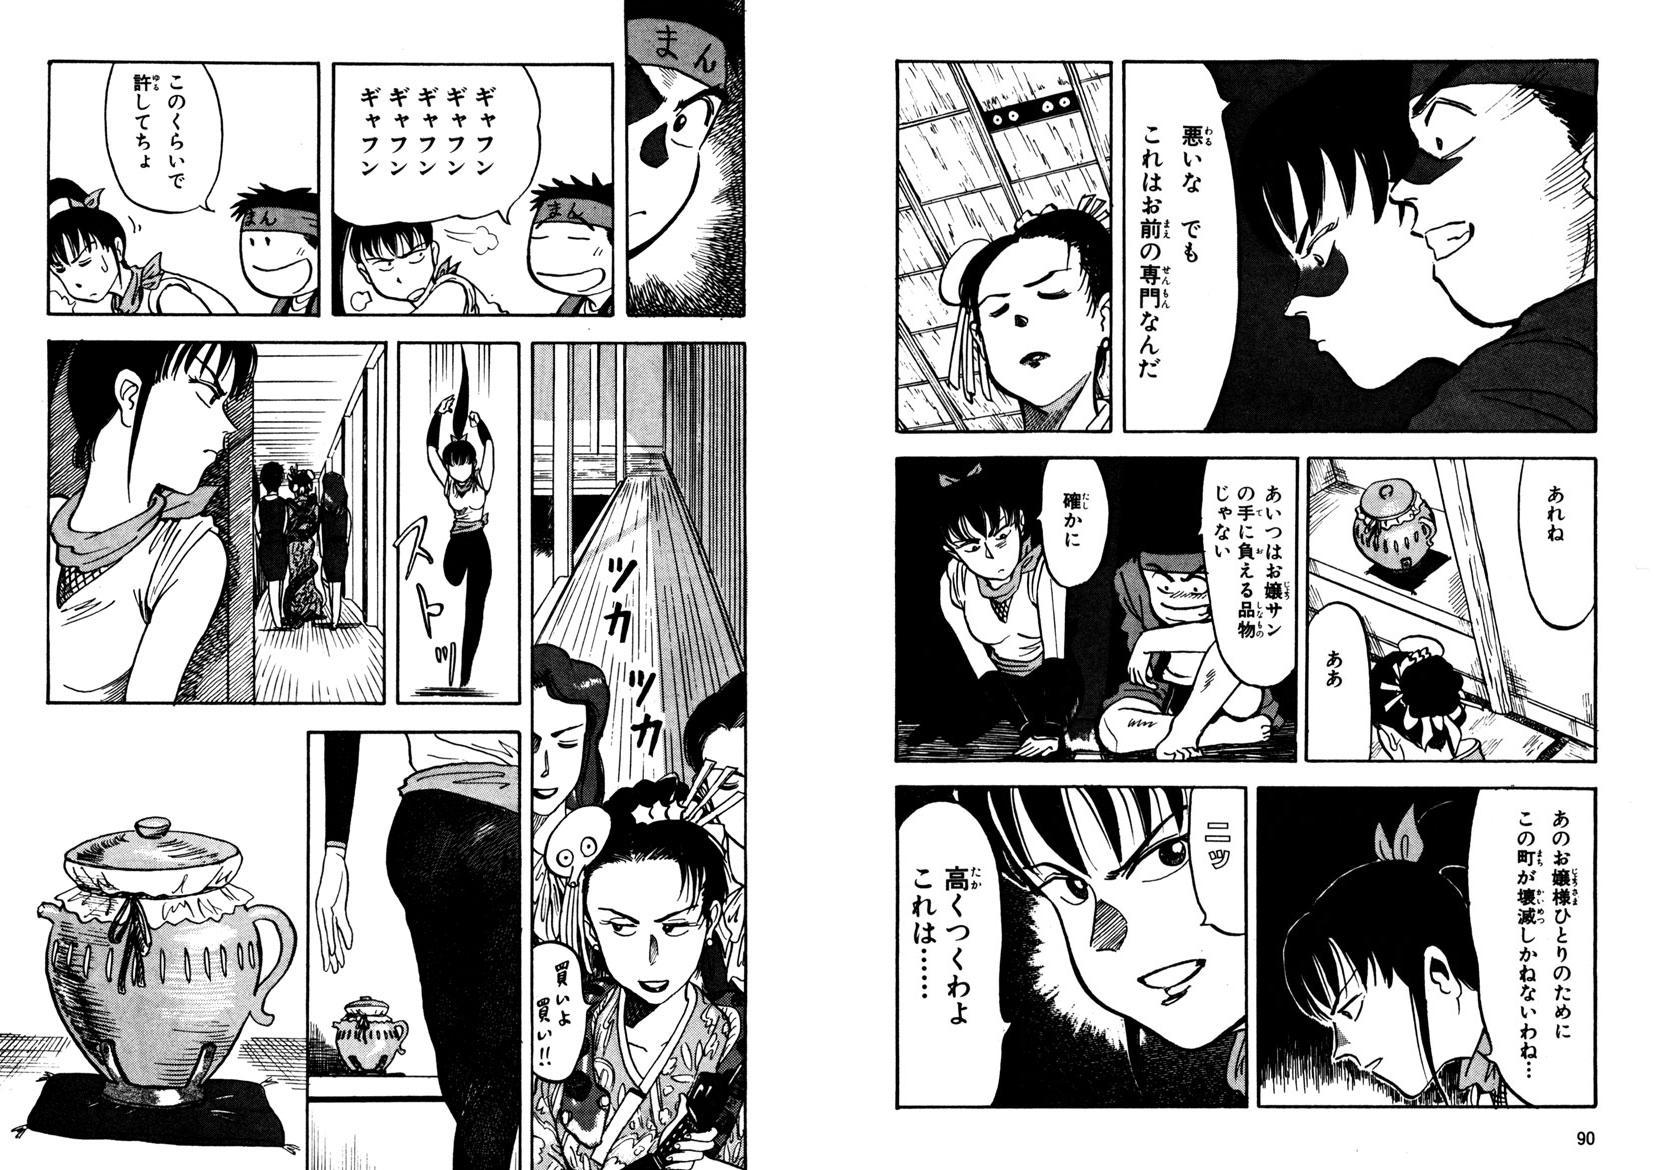 悪いな でも
これはお前の専門なんだ
あれね
ああ
あいつはお嬢サン
の手に負える品物
じゃない
確かに
あのお嬢様ひとりのために
この町が壊滅しかねないわね…
ニッ
高くつくわよ
これは……
90
まん
ギャフン
ギャフン
ギャフン
ギャフン
ギャフン
まん
このくらいで
許してちょ
まん
ツカ
ツカ
ツカ
買いよ
買い!!
ストッ